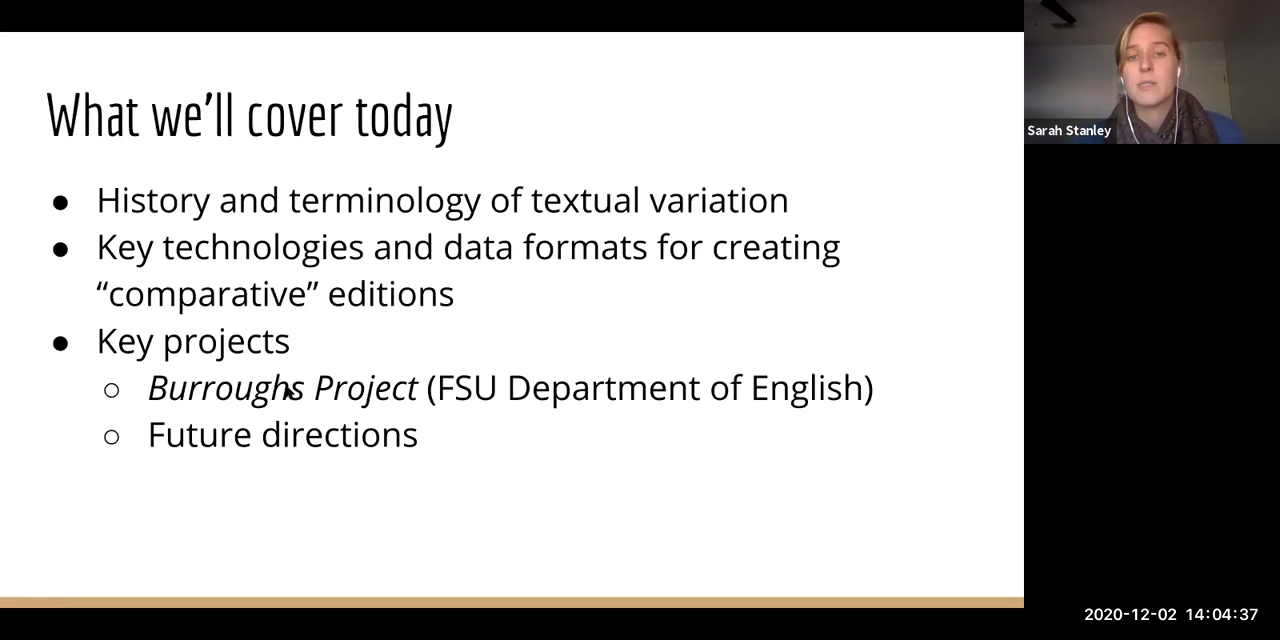 What we’ll cover today
● History and terminology of textual variation
● Key technologies and data formats for creating
“comparative” editions
● Key projects
○ Burroughs Project (FSU Department of English)
○ Future directions
Sarah Stanley
2020-12-02 14:04:37